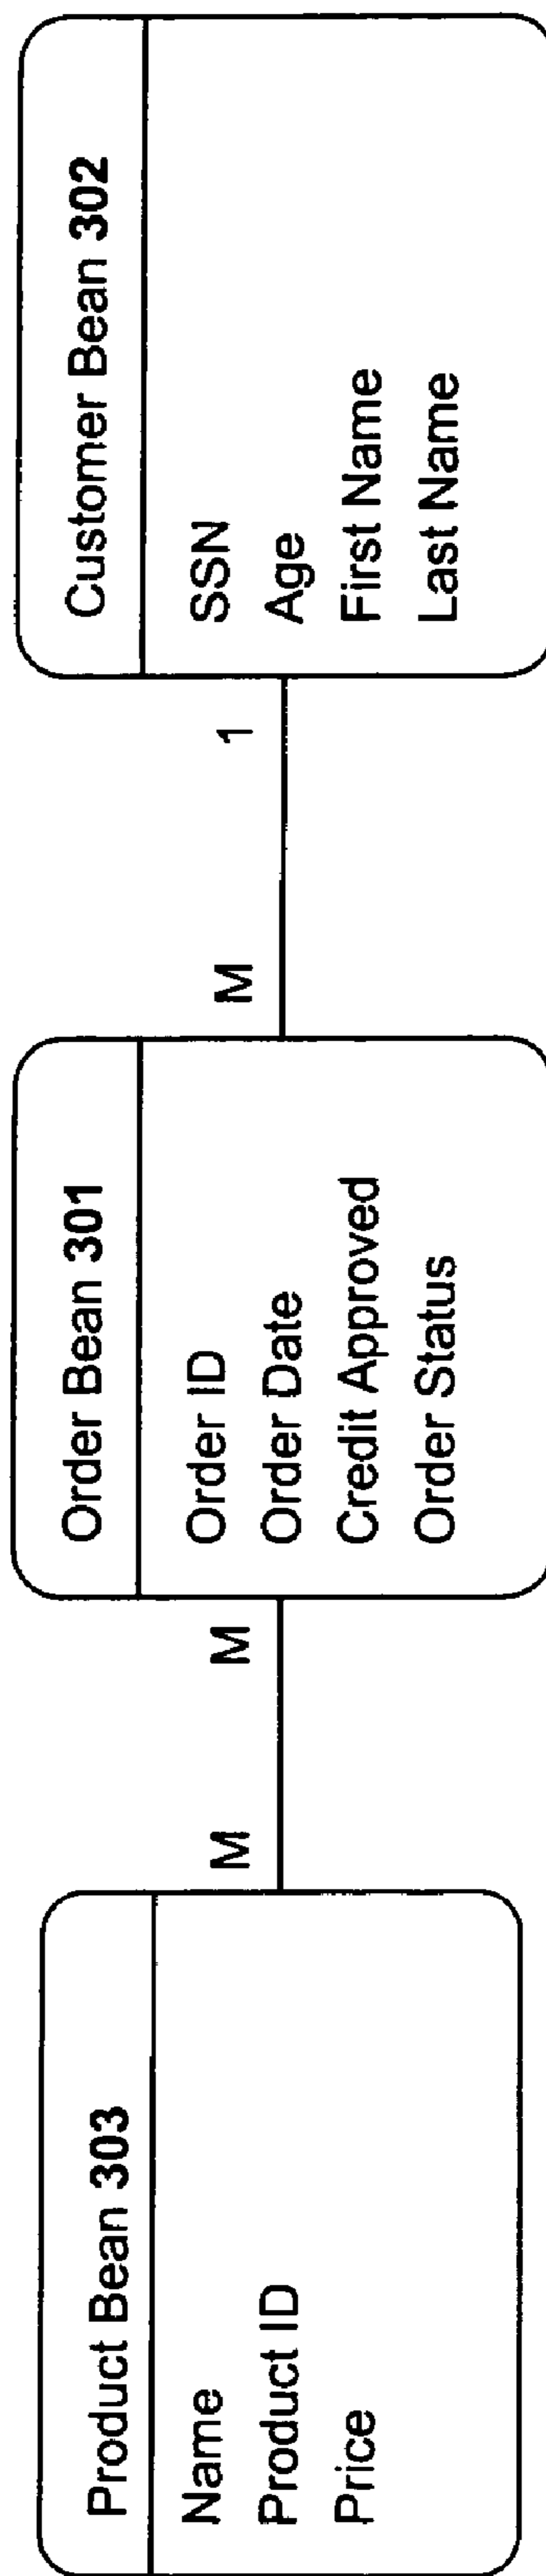 Product Bean 303
Name
Product ID
Price
M
M
Order Bean 301
Order ID
Order Date
Credit Approved
Order Status
M
1
Customer Bean 302
SSN
Age
First Name
Last Name